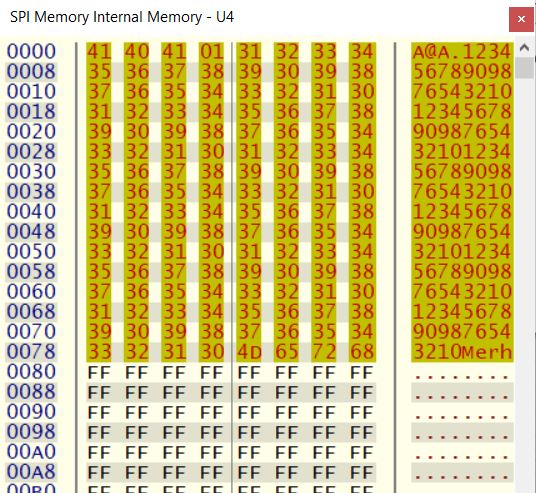 SPI Memory Internal Memory - U4
0000 41 40 41 01 31 32 33 34 A@A.1234
0008 35 36 37 38 39 30 39 38 56789098
0010 37 36 35 34 33 32 31 30 76543210
0018 31 32 33 34 35 36 37 38 12345678
0020 39 30 39 38 37 36 35 34 90987654
0028 33 32 31 30 31 32 33 34 32101234
0030 35 36 37 38 39 30 39 38 56789098
0038 37 36 35 34 33 32 31 30 76543210
0040 31 32 33 34 35 36 37 38 12345678
0048 39 30 39 38 37 36 35 34 90987654
0050 33 32 31 30 31 32 33 34 32101234
0058 35 36 37 38 39 30 39 38 56789098
0060 37 36 35 34 33 32 31 30 76543210
0068 31 32 33 34 35 36 37 38 12345678
0070 39 30 39 38 37 36 35 34 90987654
0078 33 32 31 30 4D 65 72 68 3210Merh
0080 FF FF FF FF FF FF FF FF ........
0088 FF FF FF FF FF FF FF FF ........
0090 FF FF FF FF FF FF FF FF ........
0098 FF FF FF FF FF FF FF FF ........
00A0 FF FF FF FF FF FF FF FF ........
00A8 FF FF FF FF FF FF FF FF ........
00B0 FF FF FF FF FF FF FF FF